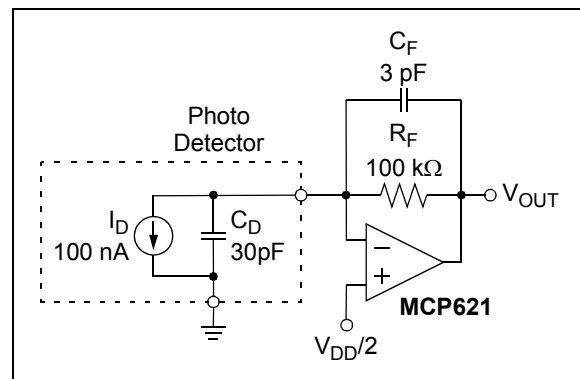 C_F
3 pF
Photo
Detector
R_F
100 kΩ
V_OUT
I_D
100 nA
C_D
30pF
−
+
MCP621
V_DD/2